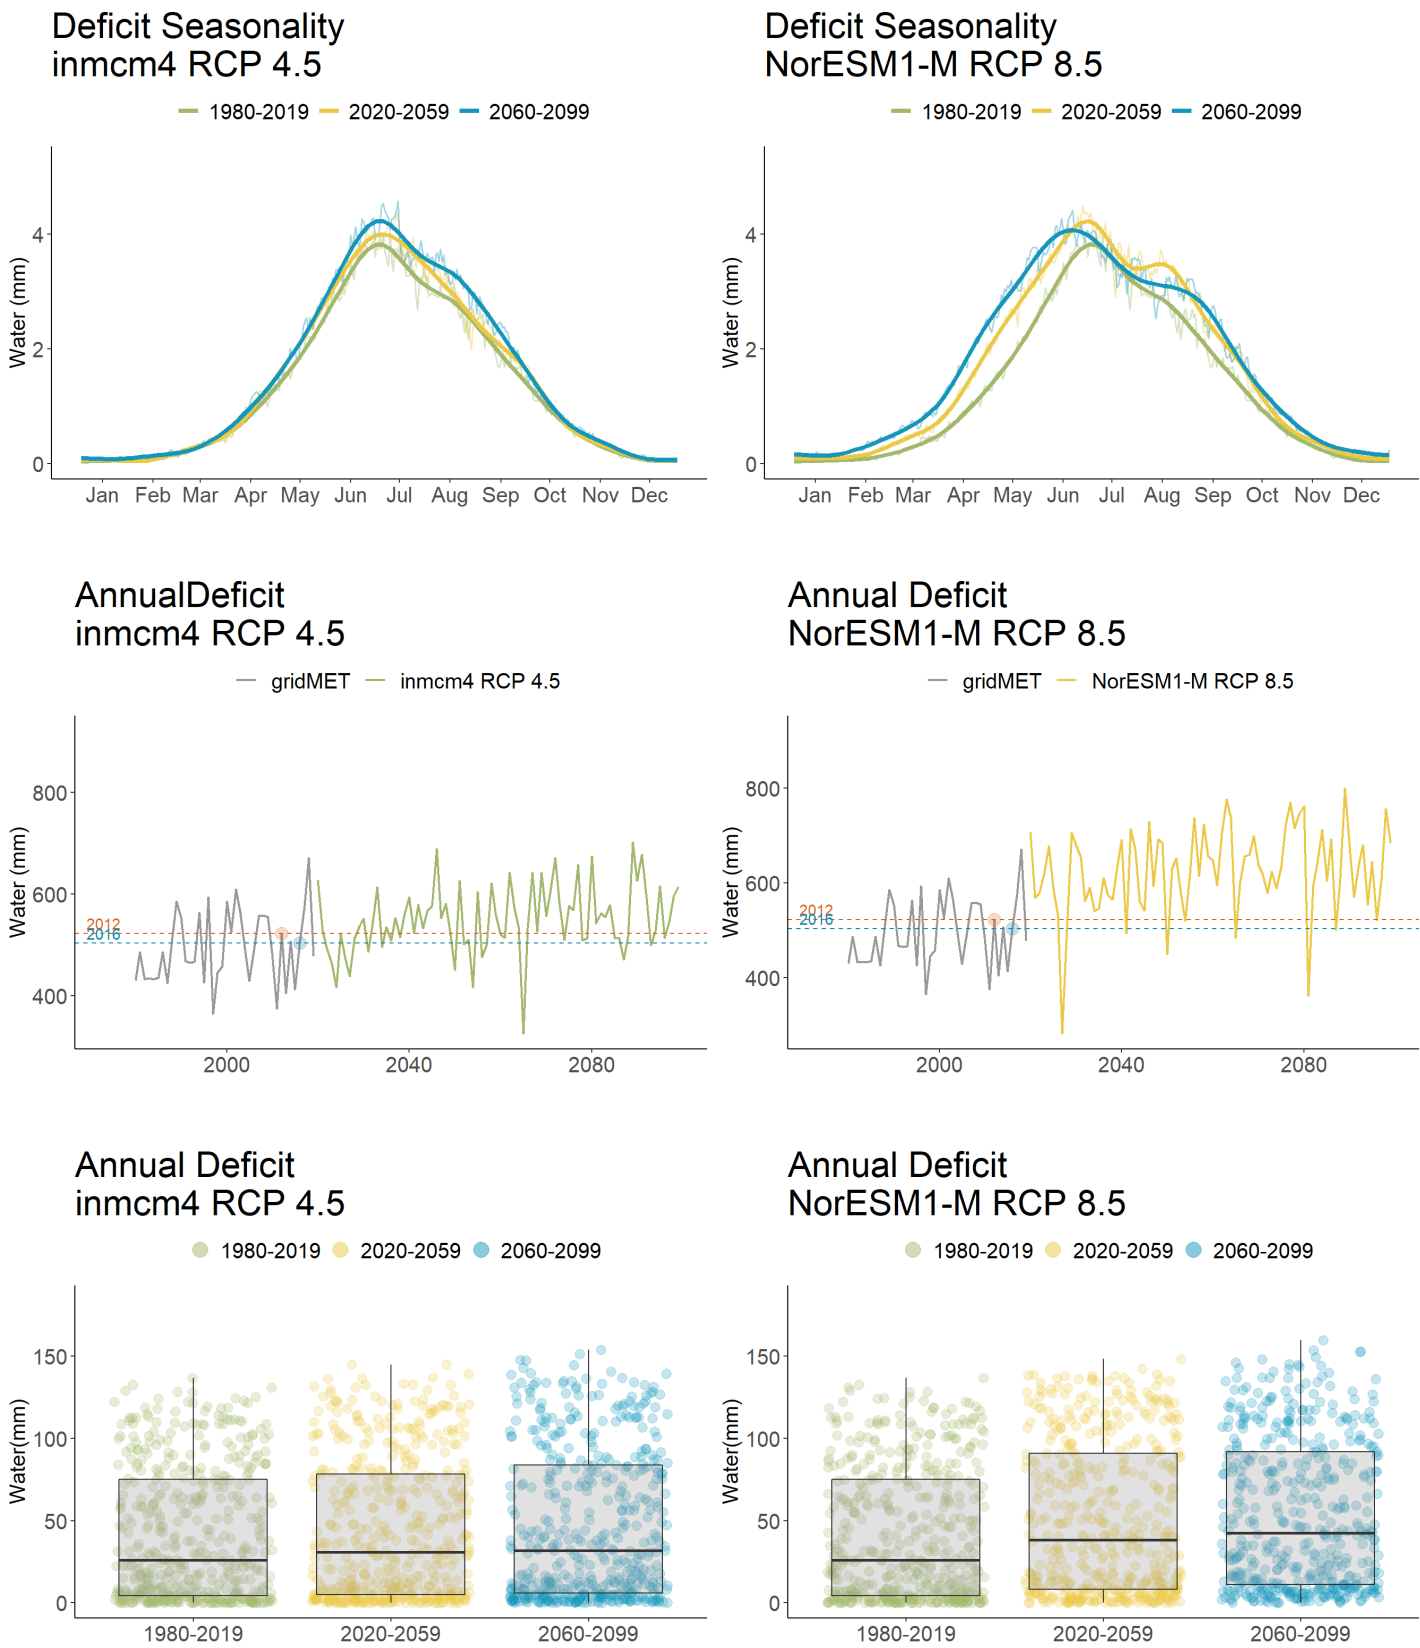 Deficit Seasonality
inmcm4 RCP 4.5
1980-2019 2020-2059 2060-2099
Water (mm)
4
2
0
Jan Feb Mar Apr May Jun Jul Aug Sep Oct Nov Dec
Deficit Seasonality
NorESM1-M RCP 8.5
1980-2019 2020-2059 2060-2099
Water (mm)
4
2
0
Jan Feb Mar Apr May Jun Jul Aug Sep Oct Nov Dec
AnnualDeficit
inmcm4 RCP 4.5
gridMET inmcm4 RCP 4.5
Water (mm)
800
600
400
2012
2016
2000 2040 2080
Annual Deficit
NorESM1-M RCP 8.5
gridMET NorESM1-M RCP 8.5
Water (mm)
800
600
400
2012
2016
2000 2040 2080
Annual Deficit
inmcm4 RCP 4.5
1980-2019 2020-2059 2060-2099
Water(mm)
150
100
50
0
1980-2019 2020-2059 2060-2099
Annual Deficit
NorESM1-M RCP 8.5
1980-2019 2020-2059 2060-2099
Water(mm)
150
100
50
0
1980-2019 2020-2059 2060-2099